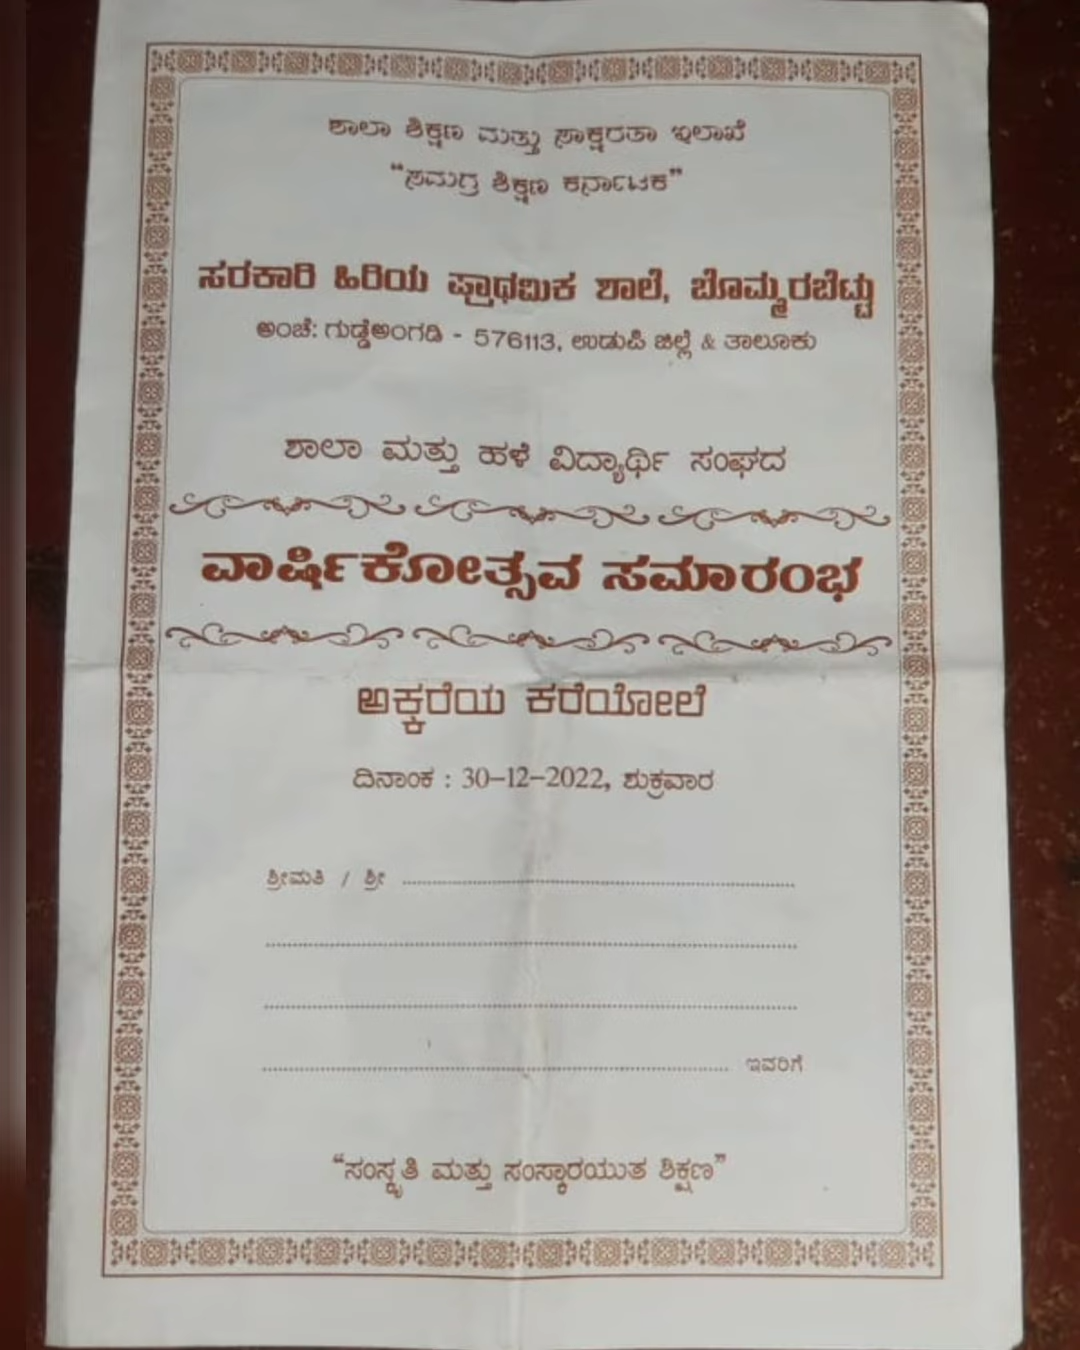 ಶಾಲಾ ಶಿಕ್ಷಣ ಮತ್ತು ಸಾಕ್ಷರತಾ ಇಲಾಖೆ
“ಸಮಗ್ರ ಶಿಕ್ಷಣ ಕರ್ನಾಟಕ”
ಸರಕಾರಿ ಹಿರಿಯ ಪ್ರಾಥಮಿಕ ಶಾಲೆ, ಬೊಮ್ಮರಬೆಟ್ಟು
ಅಂಚೆ: ಗುಡ್ಡೆಅಂಗಡಿ - 576113, ಉಡುಪಿ ಜಿಲ್ಲೆ & ತಾಲೂಕು
ಶಾಲಾ ಮತ್ತು ಹಳೆ ವಿದ್ಯಾರ್ಥಿ ಸಂಘದ
ವಾರ್ಷಿಕೋತ್ಸವ ಸಮಾರಂಭ
ಅಕ್ಕರೆಯ ಕರೆಯೋಲೆ
ದಿನಾಂಕ : 30-12-2022, ಶುಕ್ರವಾರ
ಶ್ರೀಮತಿ / ಶ್ರೀ
ಇವರಿಗೆ
“ಸಂಸ್ಕೃತಿ ಮತ್ತು ಸಂಸ್ಕಾರಯುತ ಶಿಕ್ಷಣ”